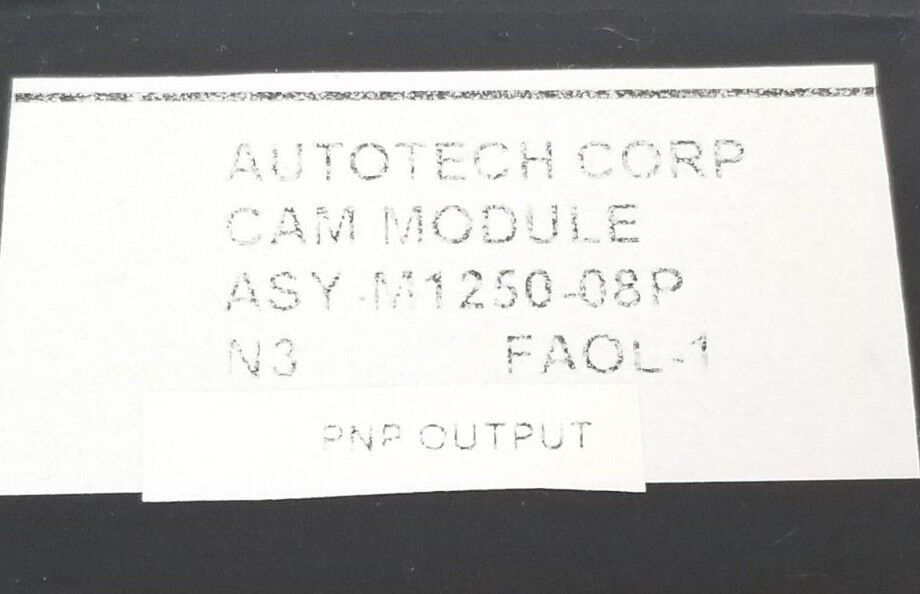 AUTOTECH CORP
CAM MODULE
ASY-M1250-08P
N3 FAOL-1
PNP OUTPUT